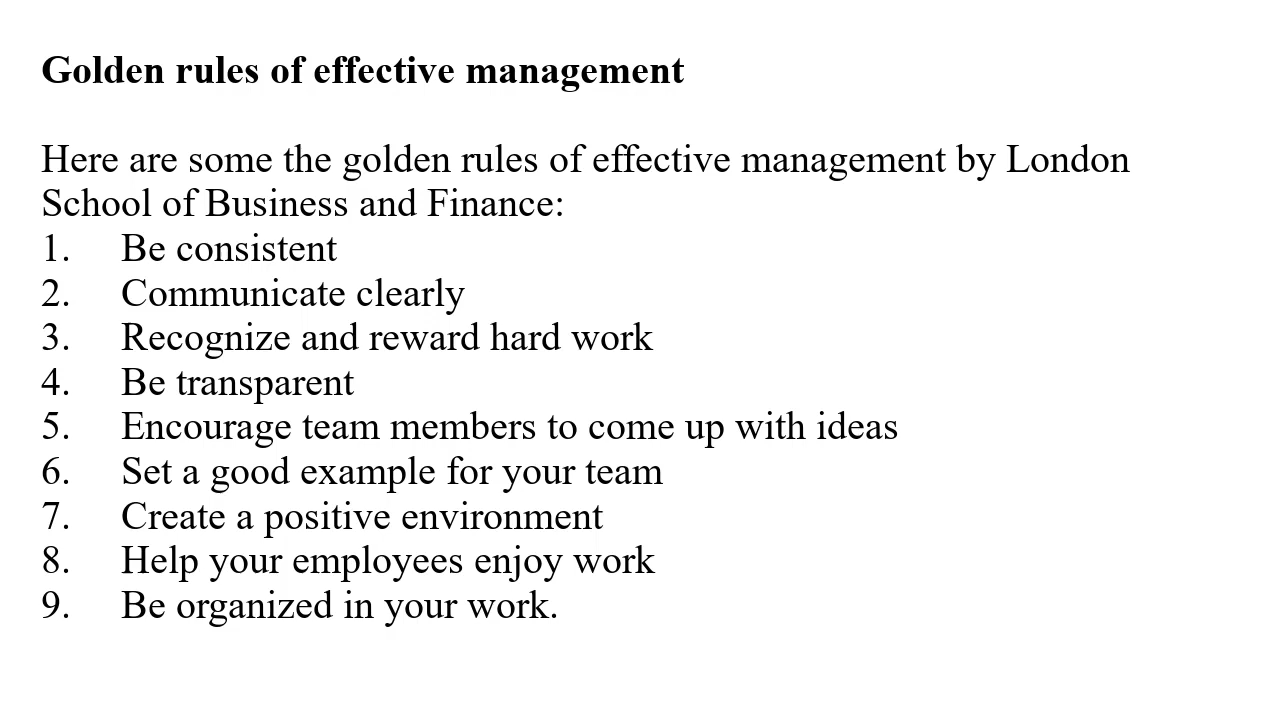 Golden rules of effective management
Here are some the golden rules of effective management by London
School of Business and Finance:
1. Be consistent
2. Communicate clearly
3. Recognize and reward hard work
4. Be transparent
5. Encourage team members to come up with ideas
6. Set a good example for your team
7. Create a positive environment
8. Help your employees enjoy work
9. Be organized in your work.